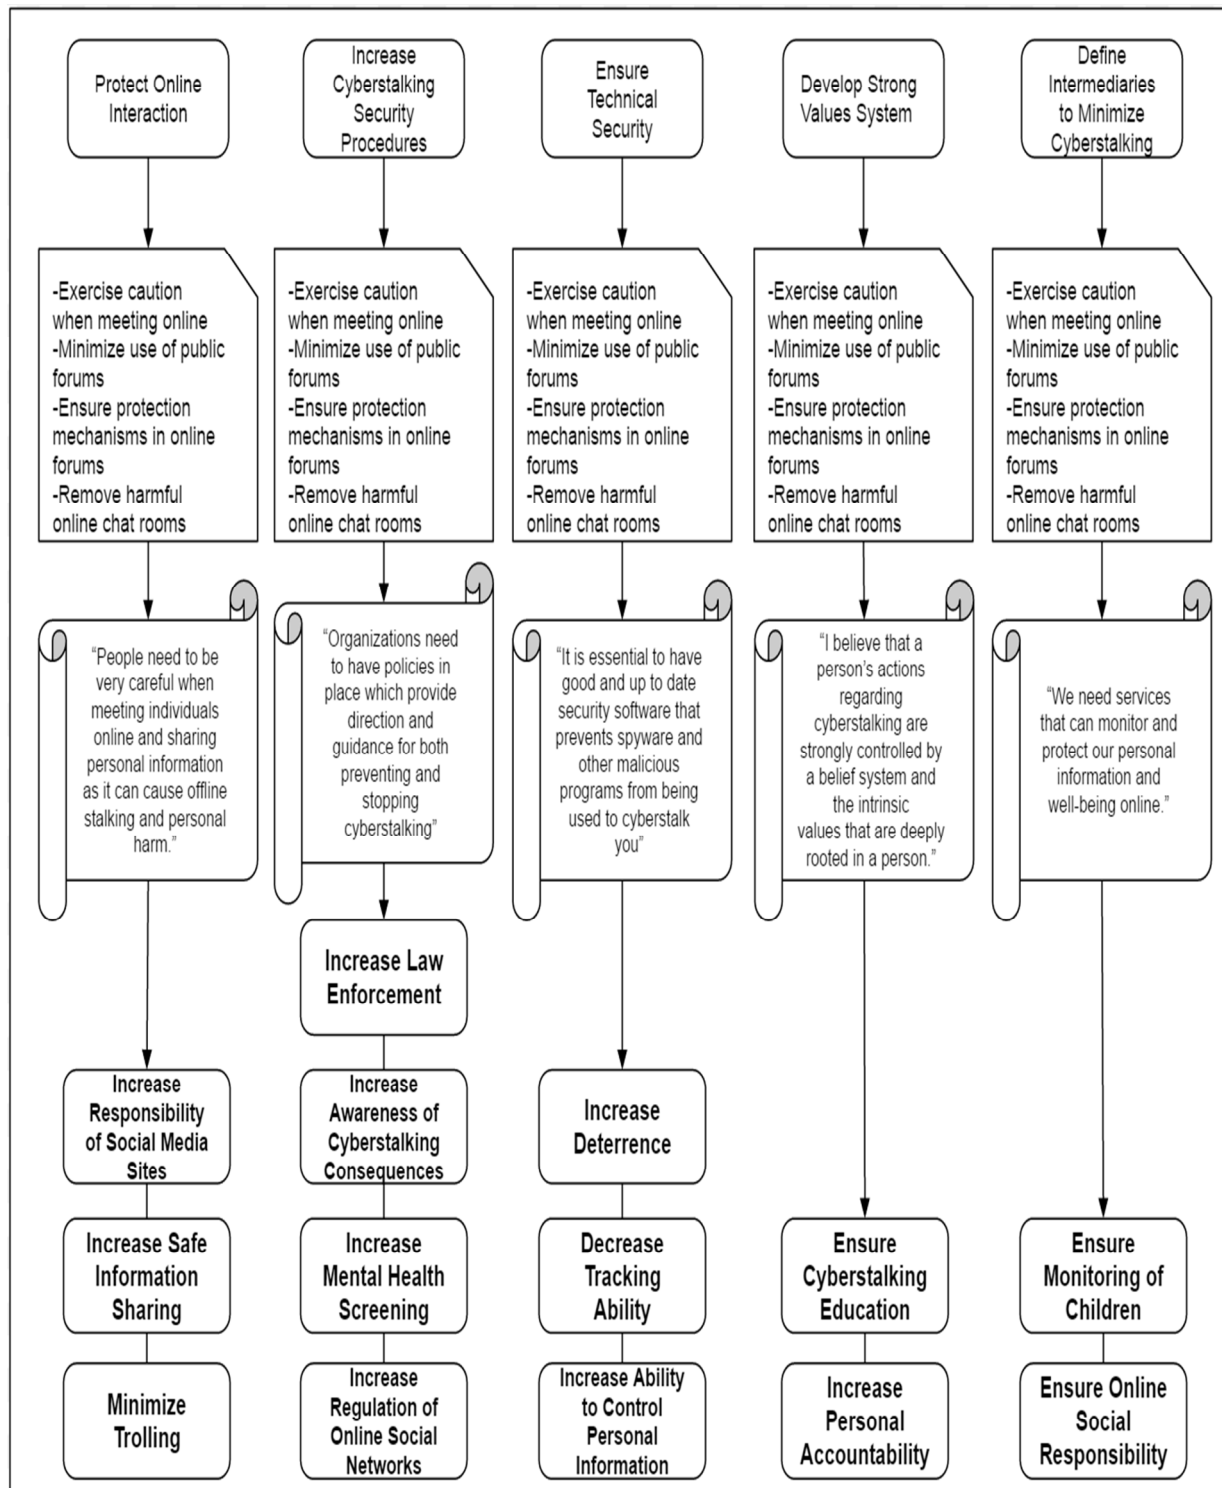 Protect Online
Interaction
Increase
Cyberstalking
Security
Procedures
Ensure
Technical
Security
Develop Strong
Values System
Define
Intermediaries
to Minimize
Cyberstalking
-Exercise caution
when meeting online
-Minimize use of public
forums
-Ensure protection
mechanisms in online
forums
-Remove harmful
online chat rooms
-Exercise caution
when meeting online
-Minimize use of public
forums
-Ensure protection
mechanisms in online
forums
-Remove harmful
online chat rooms
-Exercise caution
when meeting online
-Minimize use of public
forums
-Ensure protection
mechanisms in online
forums
-Remove harmful
online chat rooms
-Exercise caution
when meeting online
-Minimize use of public
forums
-Ensure protection
mechanisms in online
forums
-Remove harmful
online chat rooms
-Exercise caution
when meeting online
-Minimize use of public
forums
-Ensure protection
mechanisms in online
forums
-Remove harmful
online chat rooms
“People need to be
very careful when
meeting individuals
online and sharing
personal information
as it can cause offline
stalking and personal
harm.”
“Organizations need
to have policies in
place which provide
direction and
guidance for both
preventing and
stopping
cyberstalking”
“It is essential to have
good and up to date
security software that
prevents spyware and
other malicious
programs from being
used to cyberstalk
you”
“I believe that a
person’s actions
regarding
cyberstalking are
strongly controlled by
a belief system and
the intrinsic
values that are deeply
rooted in a person.”
“We need services
that can monitor and
protect our personal
information and
well-being online.”
Increase Law
Enforcement
Increase
Responsibility
of Social Media
Sites
Increase
Awareness of
Cyberstalking
Consequences
Increase
Deterrence
Increase Safe
Information
Sharing
Increase
Mental Health
Screening
Decrease
Tracking
Ability
Ensure
Cyberstalking
Education
Ensure
Monitoring of
Children
Minimize
Trolling
Increase
Regulation of
Online Social
Networks
Increase Ability
to Control
Personal
Information
Increase
Personal
Accountability
Ensure Online
Social
Responsibility